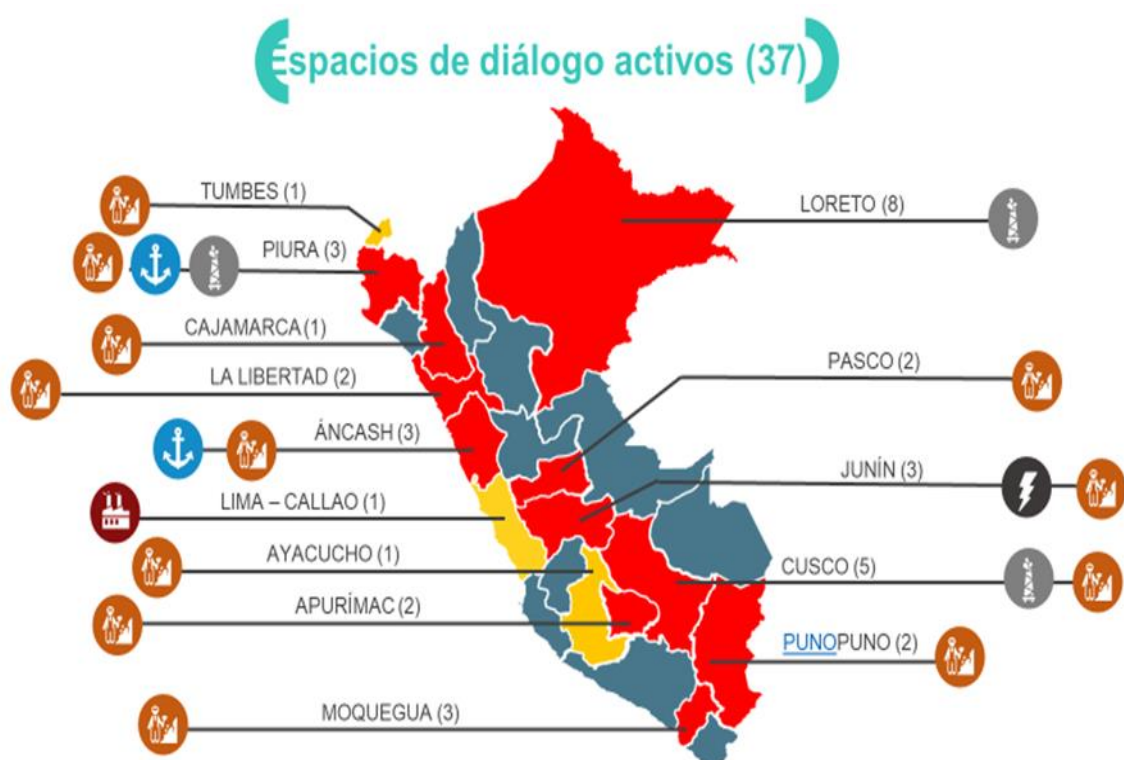 Espacios de diálogo activos (37)
TUMBES (1)
PIURA (3)
CAJAMARCA (1)
LA LIBERTAD (2)
ÁNCASH (3)
LIMA – CALLAO (1)
AYACUCHO (1)
APURÍMAC (2)
MOQUEGUA (3)
LORETO (8)
PASCO (2)
JUNÍN (3)
CUSCO (5)
PUNOPUNO (2)